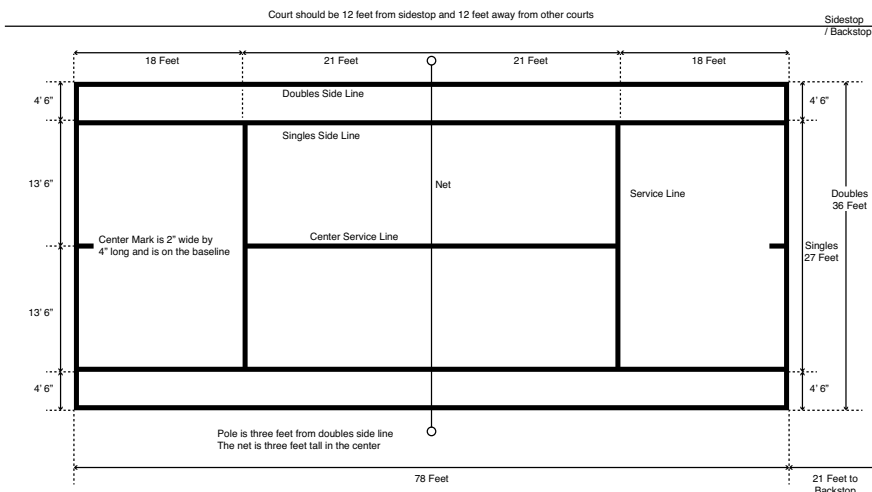 Court should be 12 feet from sidestop and 12 feet away from other courts
Sidestop
/ Backstop
18 Feet
21 Feet
21 Feet
18 Feet
4' 6"
Doubles Side Line
4' 6"
Singles Side Line
13' 6"
Net
Service Line
Doubles
36 Feet
Center Mark is 2" wide by
4" long and is on the baseline
Center Service Line
Singles
27 Feet
13' 6"
4' 6"
4' 6"
Pole is three feet from doubles side line
The net is three feet tall in the center
78 Feet
21 Feet to
Backstop